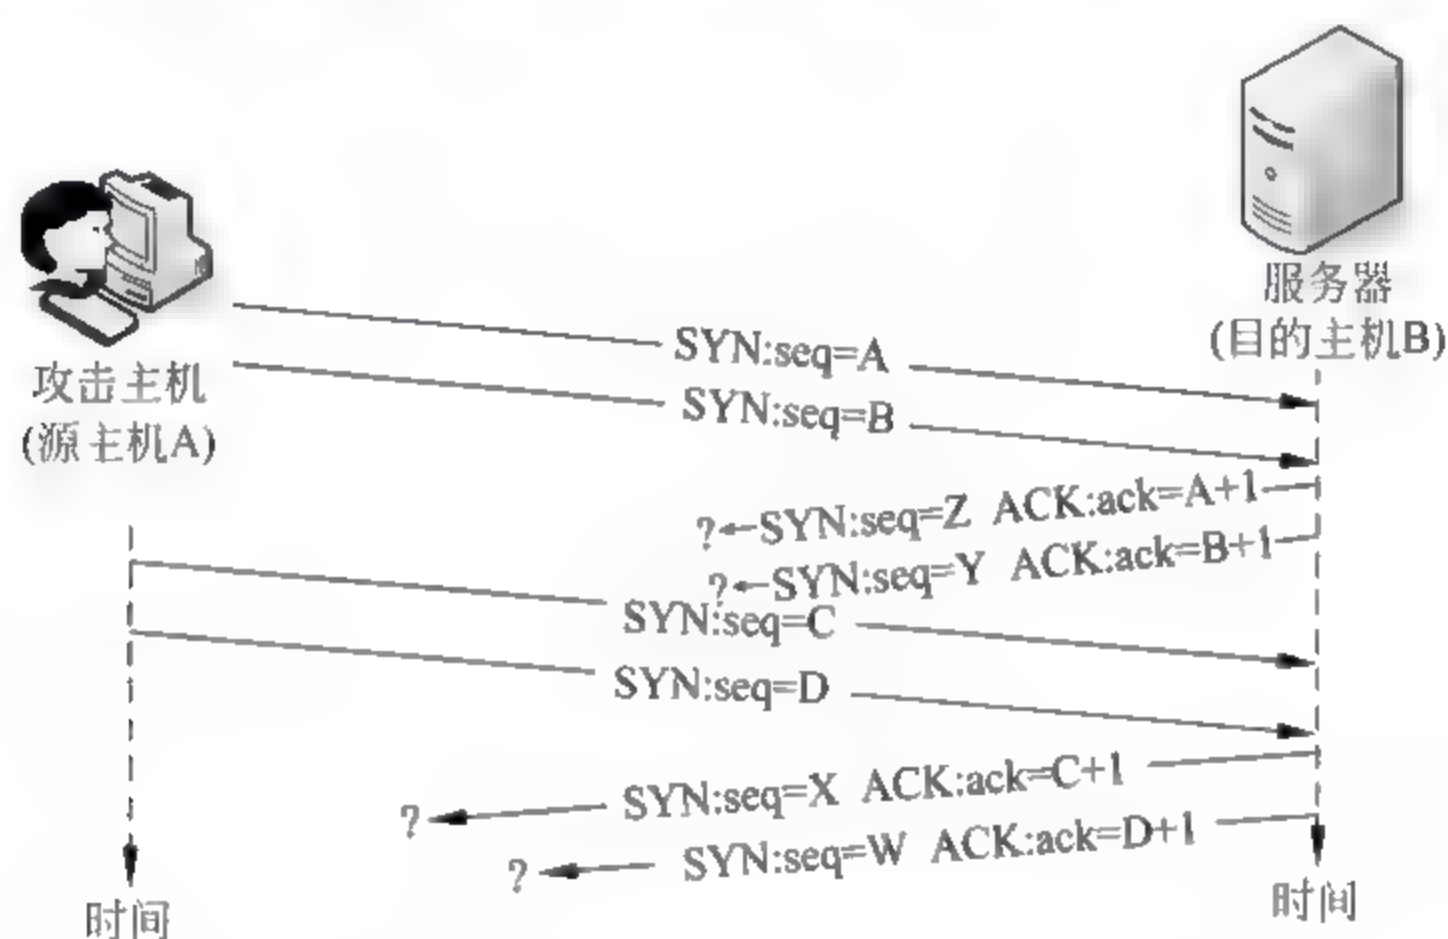 服务器
(目的主机B)
攻击主机
(源主机A)
SYN:seq=A
SYN:seq=B
?←SYN:seq=Z ACK:ack=A+1
?←SYN:seq=Y ACK:ack=B+1
SYN:seq=C
SYN:seq=D
? SYN:seq=X ACK:ack=C+1
? SYN:seq=W ACK:ack=D+1
时间
时间